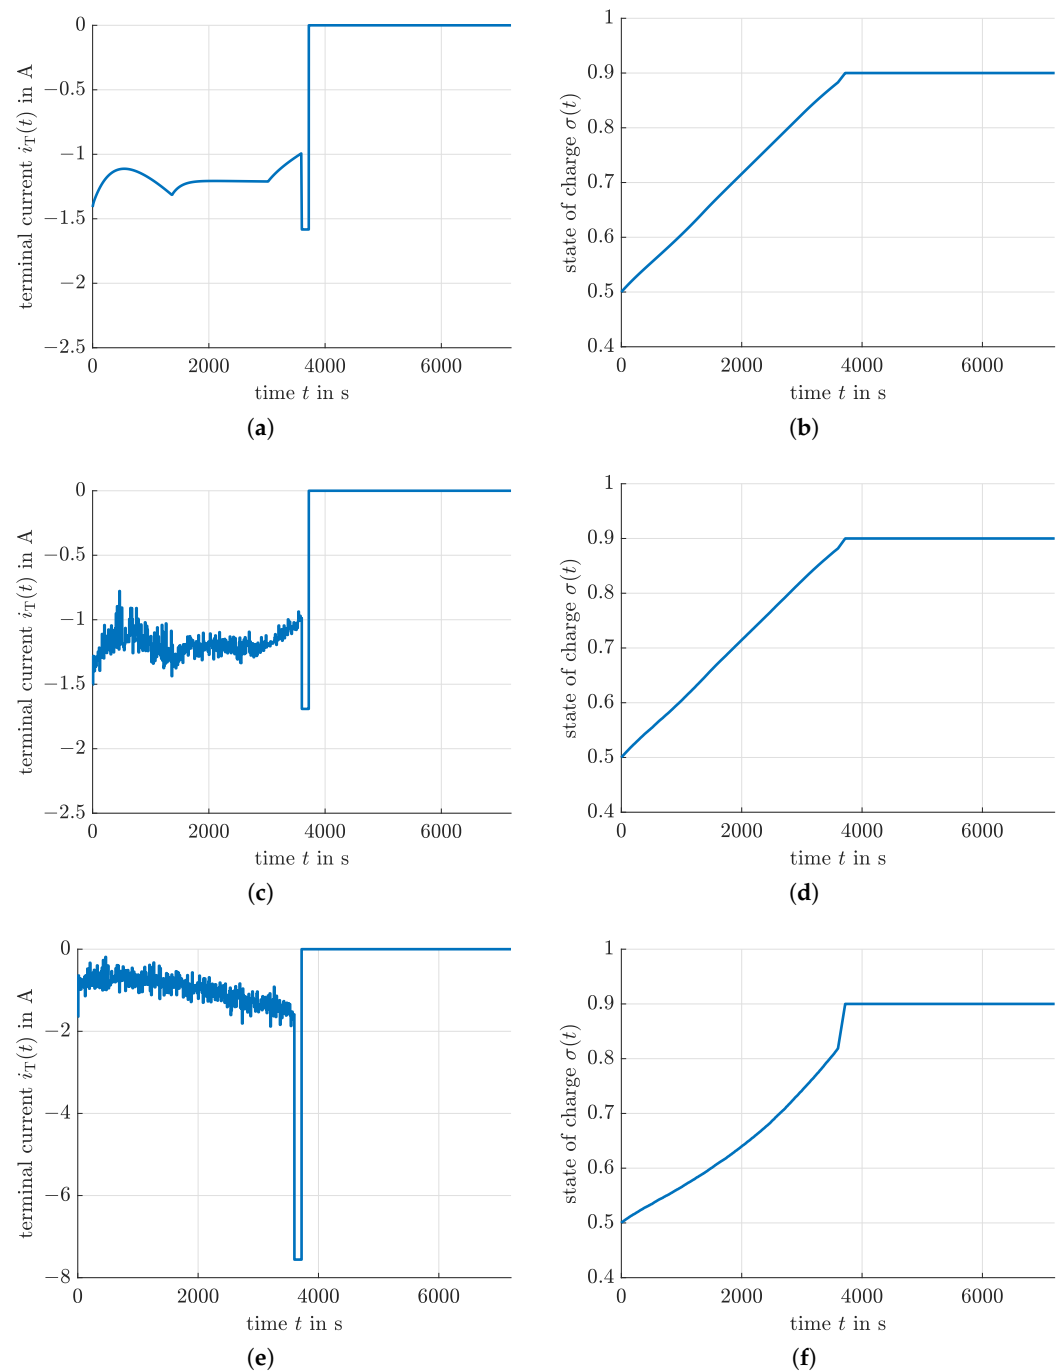 terminal current i_T(t) in A
0
−0.5
−1
−1.5
−2
−2.5
0 2000 4000 6000
time t in s
(a)
state of charge σ(t)
1
0.9
0.8
0.7
0.6
0.5
0.4
0 2000 4000 6000
time t in s
(b)
terminal current i_T(t) in A
0
−0.5
−1
−1.5
−2
−2.5
0 2000 4000 6000
time t in s
(c)
state of charge σ(t)
1
0.9
0.8
0.7
0.6
0.5
0.4
0 2000 4000 6000
time t in s
(d)
terminal current i_T(t) in A
0
−2
−4
−6
−8
0 2000 4000 6000
time t in s
(e)
state of charge σ(t)
1
0.9
0.8
0.7
0.6
0.5
0.4
0 2000 4000 6000
time t in s
(f)